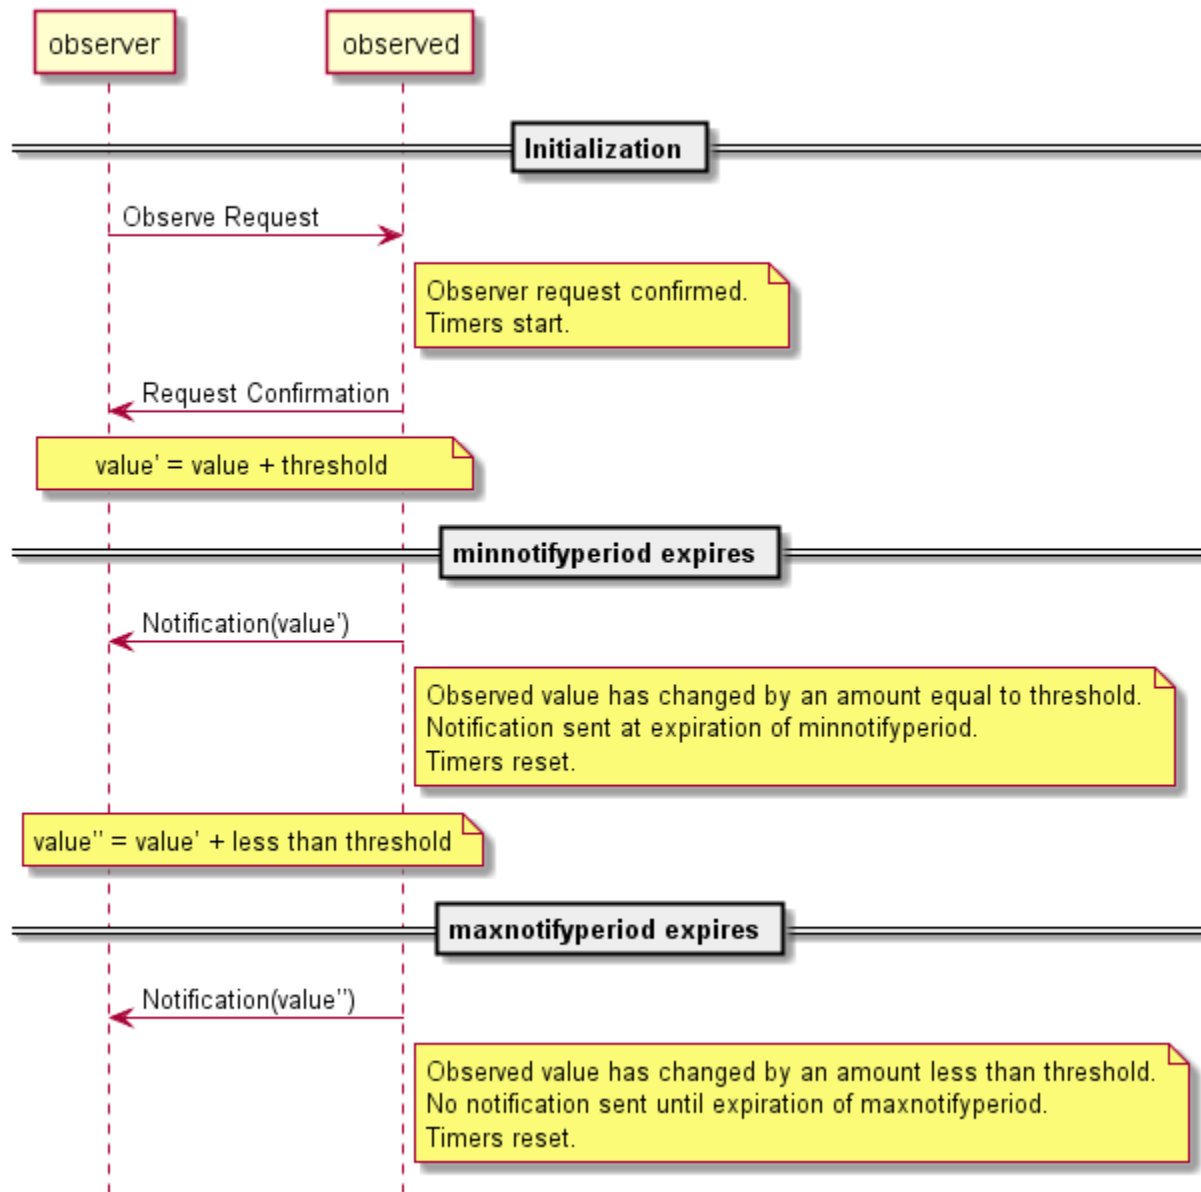 observer
observed
Initialization
Observe Request
Observer request confirmed.
Timers start.
Request Confirmation
value' = value + threshold
minnotifyperiod expires
Notification(value')
Observed value has changed by an amount equal to threshold.
Notification sent at expiration of minnotifyperiod.
Timers reset.
value'' = value' + less than threshold
maxnotifyperiod expires
Notification(value'')
Observed value has changed by an amount less than threshold.
No notification sent until expiration of maxnotifyperiod.
Timers reset.